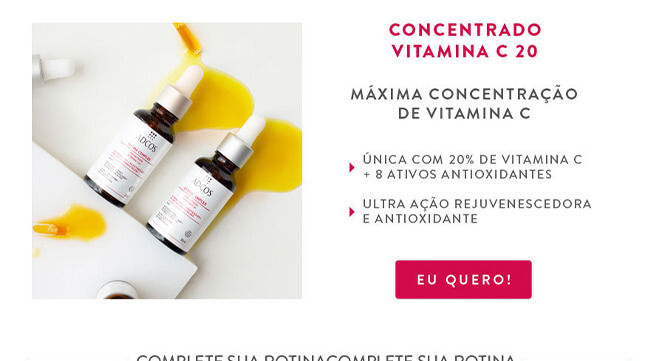 CONCENTRADO
VITAMINA C 20
MÁXIMA CONCENTRAÇÃO
DE VITAMINA C
ÚNICA COM 20% DE VITAMINA C
+ 8 ATIVOS ANTIOXIDANTES
ULTRA AÇÃO REJUVENESCEDORA
E ANTIOXIDANTE
EU QUERO!
ADCOS
ADCOS
COMPLETE SUA ROTINACOMPLETE SUA ROTINA